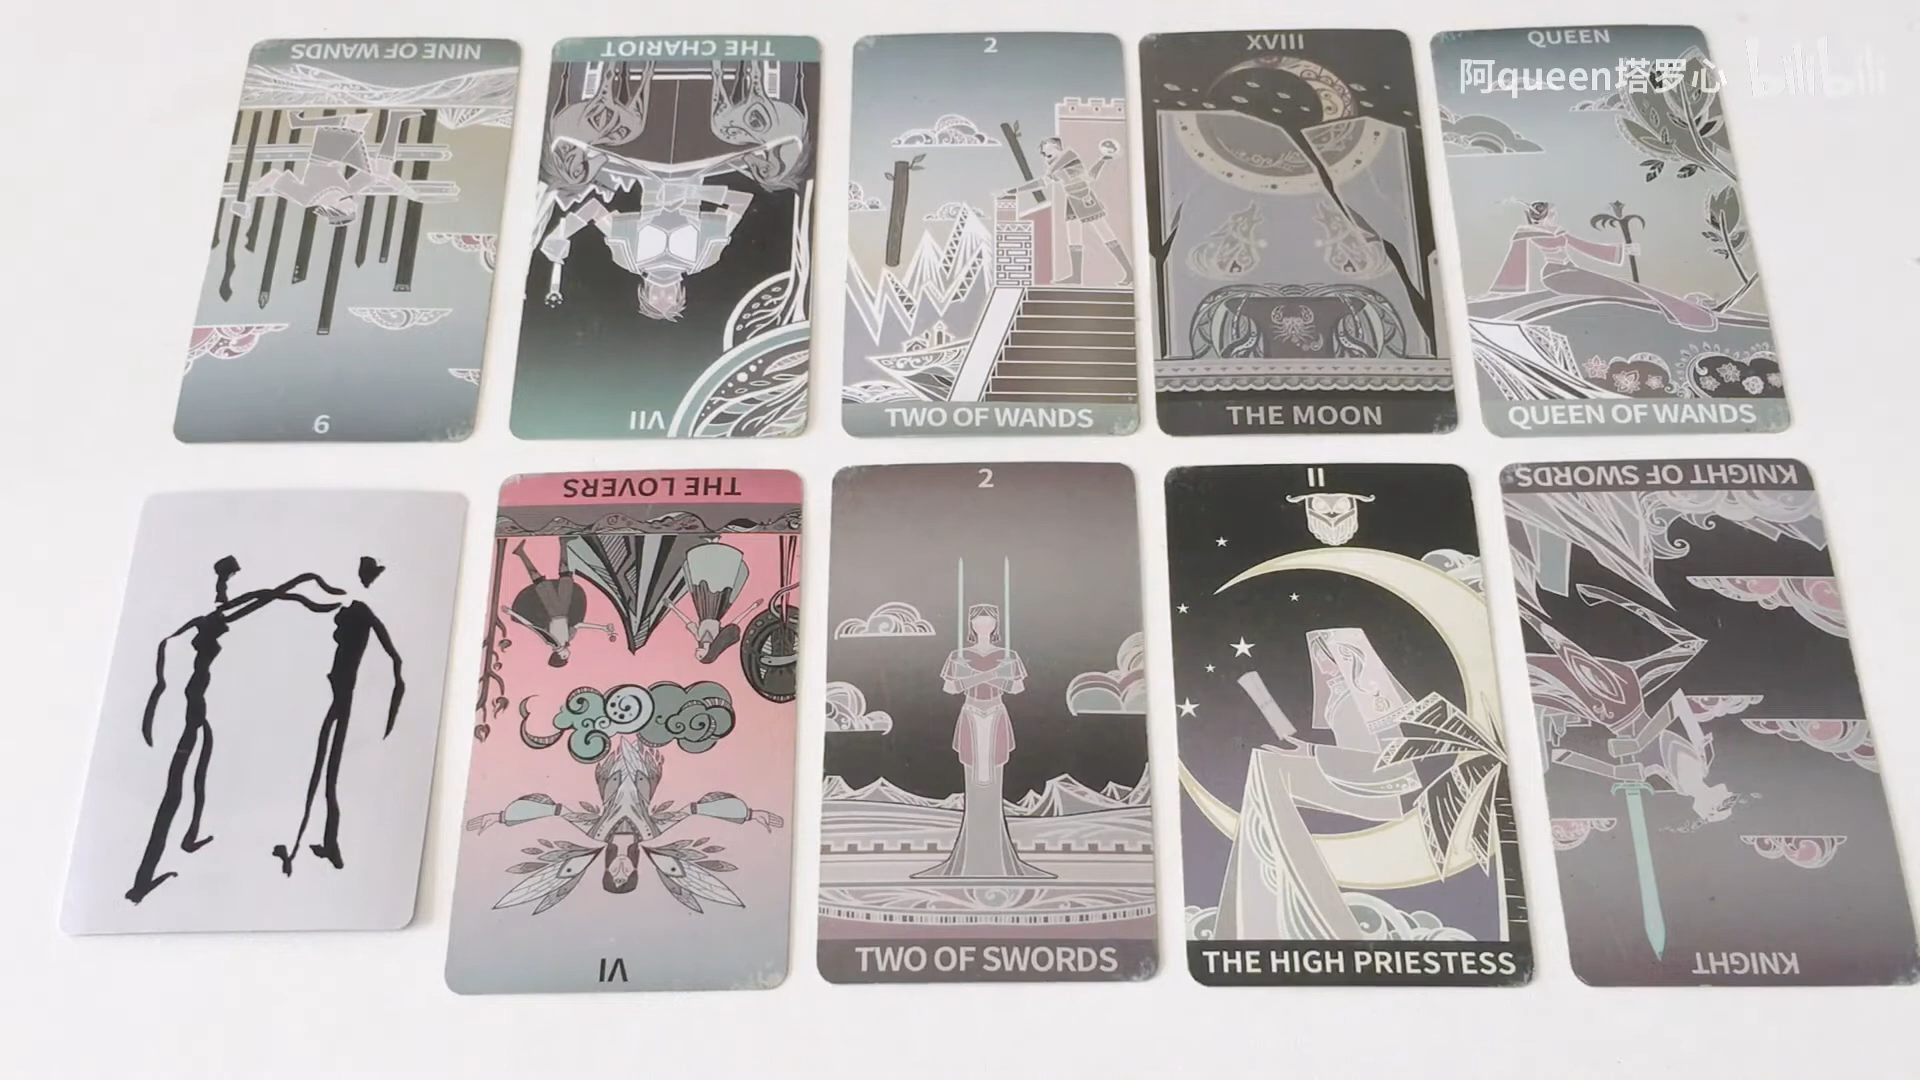 NINE OF WANDS
9
THE CHARIOT
VII
2
TWO OF WANDS
XVIII
THE MOON
QUEEN
QUEEN OF WANDS
阿queen塔罗心
bilibili
THE LOVERS
VI
2
TWO OF SWORDS
II
THE HIGH PRIESTESS
KNIGHT OF SWORDS
KNIGHT